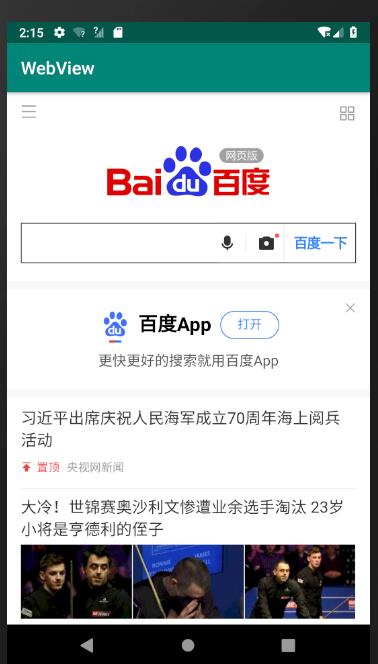 2:15
WebView
网页版
Bai du 百度
百度一下
du
百度App
打开
更快更好的搜索就用百度App
习近平出席庆祝人民海军成立70周年海上阅兵
活动
置顶 央视网新闻
大冷！世锦赛奥沙利文惨遭业余选手淘汰 23岁
小将是亨德利的侄子